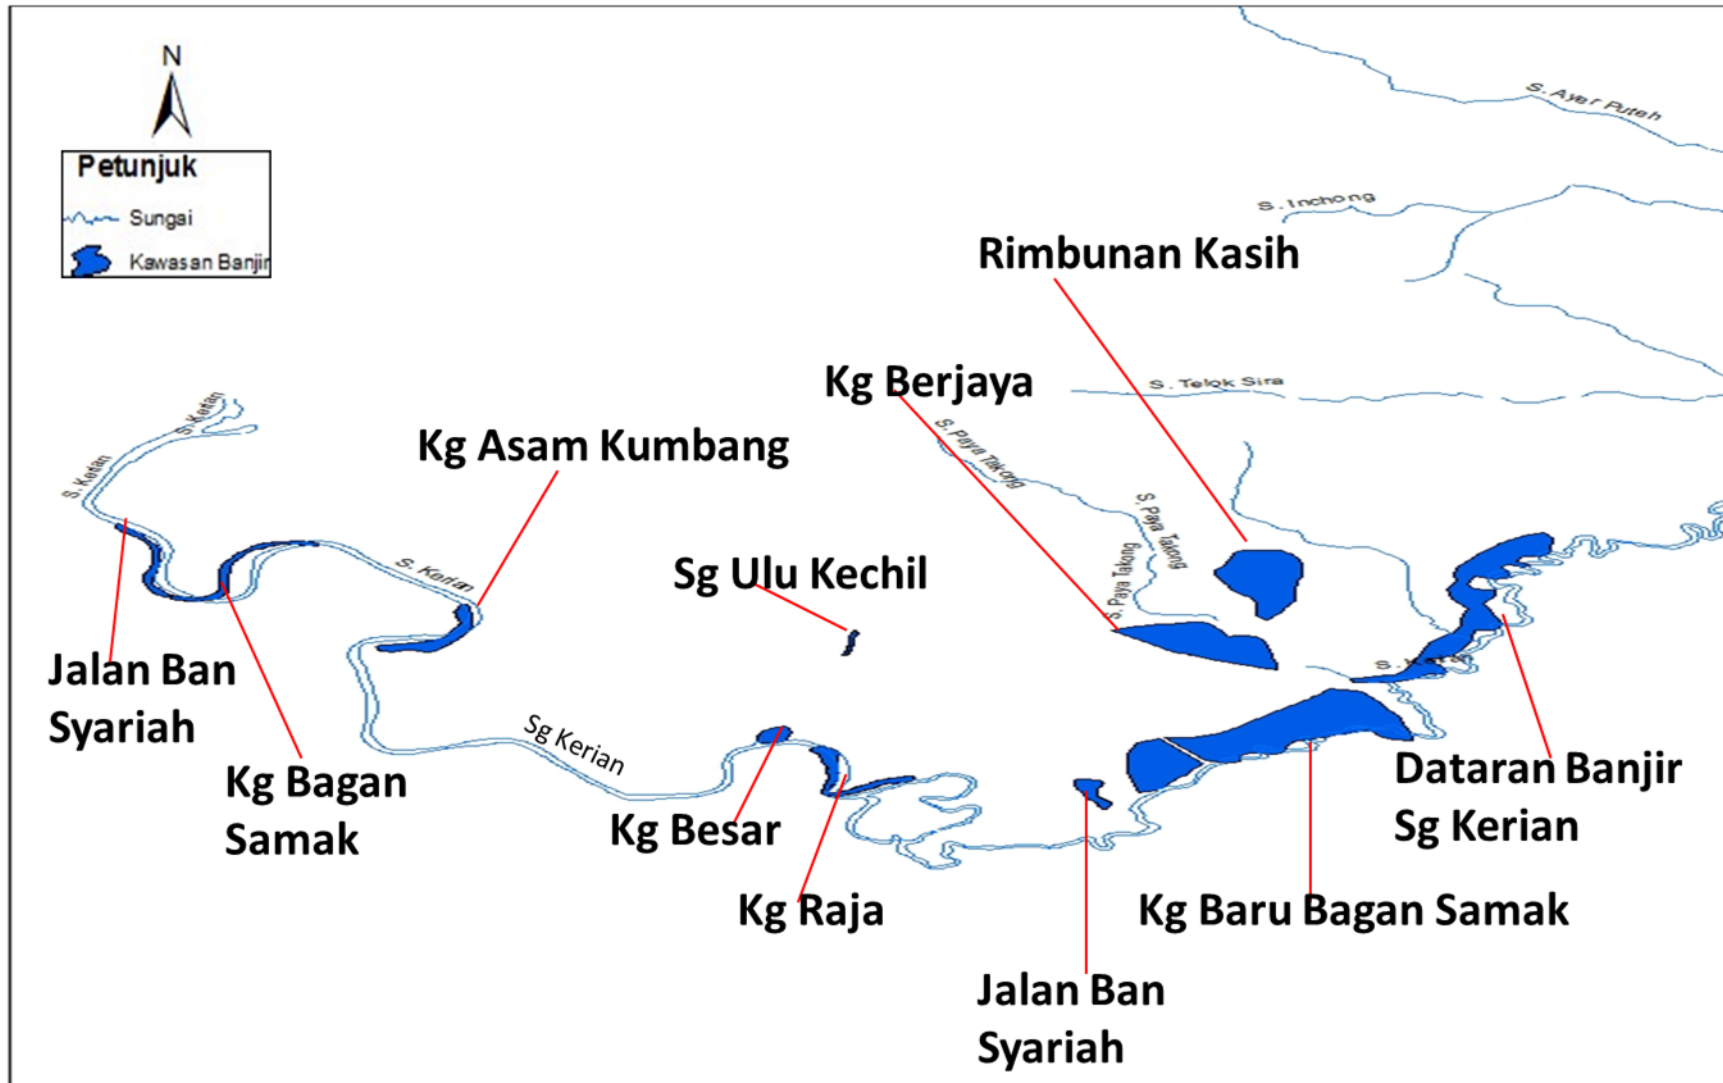 N
Petunjuk
Sungai
Kawasan Banjir
S. Ayer Puteh
S. Inchong
Rimbunan Kasih
Kg Berjaya
S. Telok Sira
S. Kerian
S. Kerian
Kg Asam Kumbang
S. Paya Takong
S. Paya Takong
S. Paya Takong
S. Kerian
Sg Ulu Kechil
Jalan Ban
Syariah
S. Kerian
Sg Kerian
Kg Bagan
Samak
Kg Besar
Dataran Banjir
Sg Kerian
Kg Raja
Kg Baru Bagan Samak
Jalan Ban
Syariah